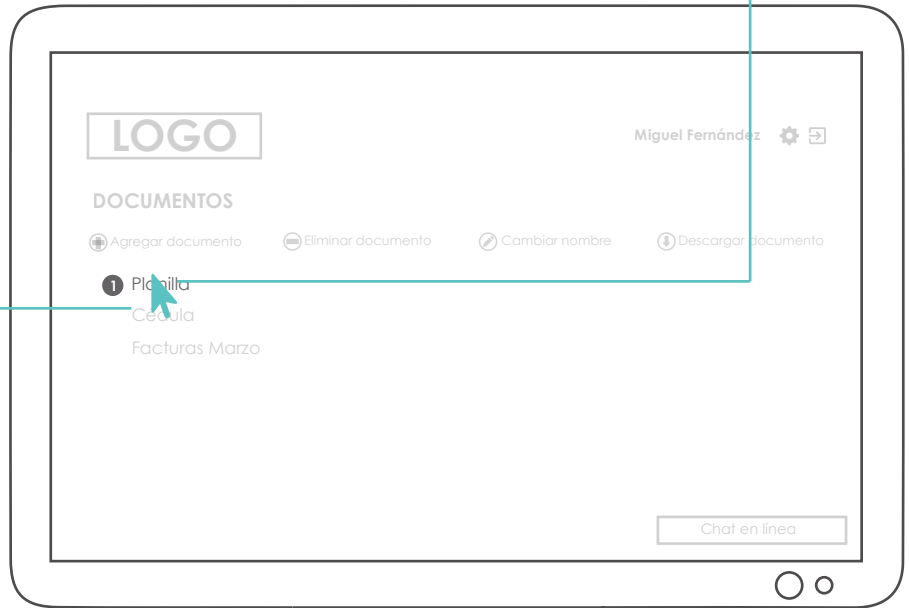 LOGO
Miguel Fernández
DOCUMENTOS
Agregar documento Eliminar documento Cambiar nombre Descargar documento
1 Planilla
Cédula
Facturas Marzo
Chat en línea